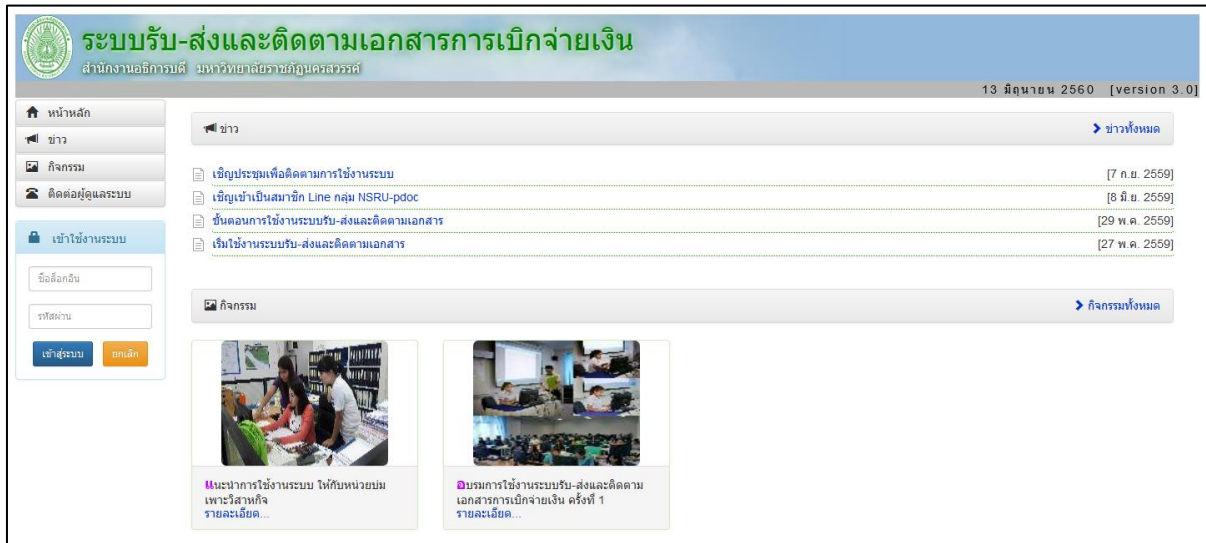 ระบบรับ-ส่งและติดตามเอกสารการเบิกจ่ายเงิน
สำนักงานอธิการบดี มหาวิทยาลัยราชภัฏนครสวรรค์
13 มิถุนายน 2560 [version 3.0]
หน้าหลัก
ข่าว
กิจกรรม
ติดต่อผู้ดูแลระบบ
เข้าใช้งานระบบ
ชื่อล็อกอิน
รหัสผ่าน
เข้าสู่ระบบ ยกเลิก
ข่าว ข่าวทั้งหมด
เชิญประชุมเพื่อติดตามการใช้งานระบบ [7 ก.ย. 2559]
เชิญเข้าเป็นสมาชิก Line กลุ่ม NSRU-pdoc [8 มิ.ย. 2559]
ขั้นตอนการใช้งานระบบรับ-ส่งและติดตามเอกสาร [29 พ.ค. 2559]
เริ่มใช้งานระบบรับ-ส่งและติดตามเอกสาร [27 พ.ค. 2559]
กิจกรรม กิจกรรมทั้งหมด
แนะนำการใช้งานระบบ ให้กับหน่วยบ่ม
เพาะวิสาหกิจ
รายละเอียด...
อบรมการใช้งานระบบรับ-ส่งและติดตาม
เอกสารการเบิกจ่ายเงิน ครั้งที่ 1
รายละเอียด...